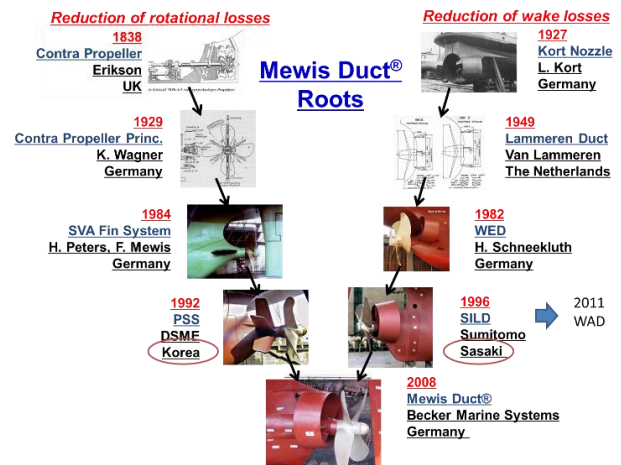 Reduction of rotational losses
Reduction of wake losses
Mewis Duct®
Roots
1838
Contra Propeller
Erikson
UK
1927
Kort Nozzle
L. Kort
Germany
1929
Contra Propeller Princ.
K. Wagner
Germany
1949
Lammeren Duct
Van Lammeren
The Netherlands
1984
SVA Fin System
H. Peters, F. Mewis
Germany
1982
WED
H. Schneekluth
Germany
1992
PSS
DSME
Korea
1996
SILD
Sumitomo
Sasaki
2011
WAD
2008
Mewis Duct®
Becker Marine Systems
Germany